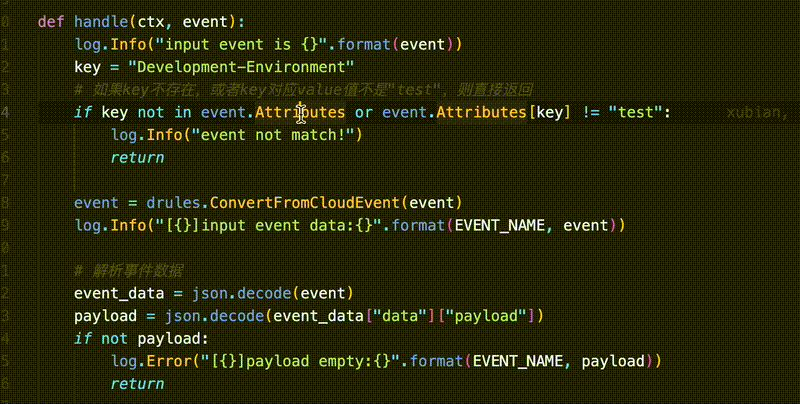 0 def handle(ctx, event):
1 log.Info("input event is {}".format(event))
2 key = "Development-Environment"
3 # 如果key不存在，或者key对应value值不是"test"，则直接返回
4 if key not in event.Attributes or event.Attributes[key] != "test": xubian,
5 log.Info("event not match!")
6 return
7
8 event = drules.ConvertFromCloudEvent(event)
9 log.Info("[{}]input event data:{}".format(EVENT_NAME, event))
0
1 # 解析事件数据
2 event_data = json.decode(event)
3 payload = json.decode(event_data["data"]["payload"])
4 if not payload:
5 log.Error("[{}]payload empty:{}".format(EVENT_NAME, payload))
6 return